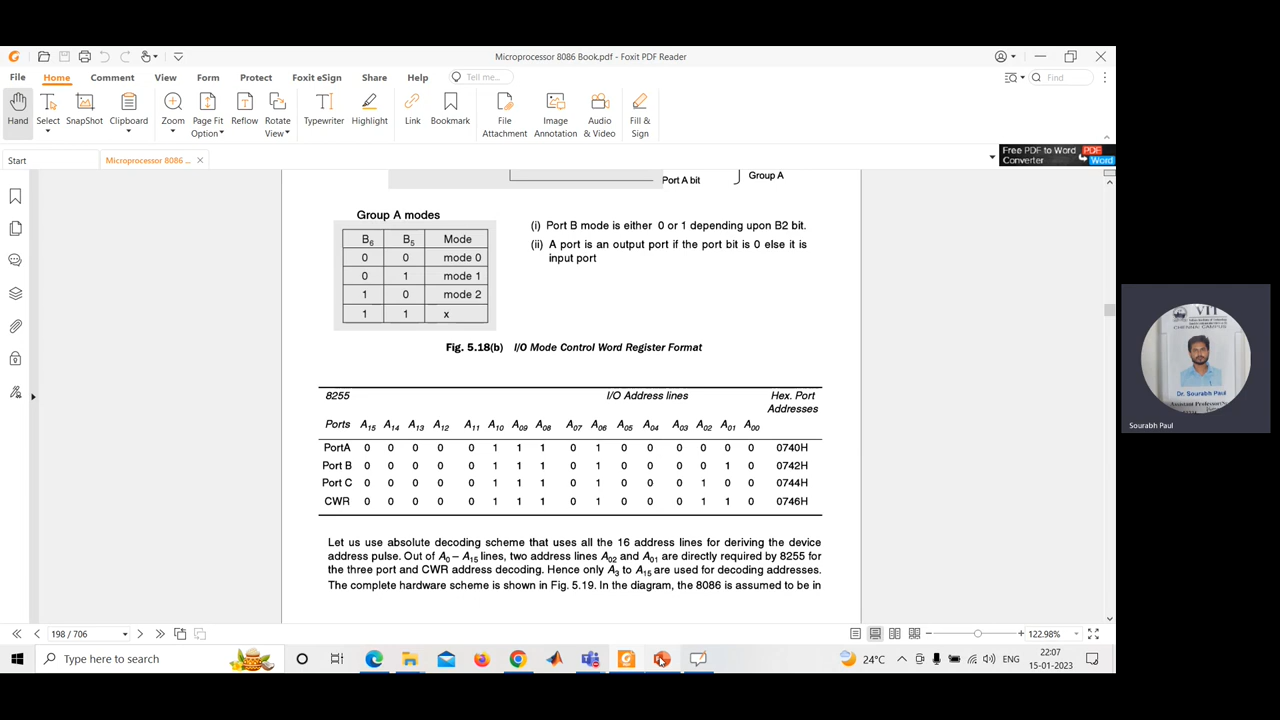 Microprocessor 8086 Book.pdf - Foxit PDF Reader
File Home Comment View Form Protect Foxit eSign Share Help Tell me... Find
Hand Select SnapShot Clipboard Zoom Page Fit Option Reflow Rotate View Typewriter Highlight Link Bookmark File Attachment Image Annotation Audio & Video Fill & Sign
Start Microprocessor 8086 ... Free PDF to Word Converter PDF Word
Port A bit Group A
Group A modes
B6 B5 Mode
0 0 mode 0
0 1 mode 1
1 0 mode 2
1 1 x
(i) Port B mode is either 0 or 1 depending upon B2 bit.
(ii) A port is an output port if the port bit is 0 else it is
input port
Fig. 5.18(b) I/O Mode Control Word Register Format
8255 I/O Address lines Hex. Port
Addresses
Ports A15 A14 A13 A12 A11 A10 A09 A08 A07 A06 A05 A04 A03 A02 A01 A00
PortA 0 0 0 0 0 1 1 1 0 1 0 0 0 0 0 0 0740H
Port B 0 0 0 0 0 1 1 1 0 1 0 0 0 0 1 0 0742H
Port C 0 0 0 0 0 1 1 1 0 1 0 0 0 1 0 0 0744H
CWR 0 0 0 0 0 1 1 1 0 1 0 0 0 1 1 0 0746H
Let us use absolute decoding scheme that uses all the 16 address lines for deriving the device
address pulse. Out of A0 – A15 lines, two address lines A02 and A01 are directly required by 8255 for
the three port and CWR address decoding. Hence only A3 to A15 are used for decoding addresses.
The complete hardware scheme is shown in Fig. 5.19. In the diagram, the 8086 is assumed to be in
198 / 706 122.98%
Type here to search 24°C ENG 22:07
15-01-2023
VIT
CHENNAI CAMPUS
Dr. Sourabh Paul
Assistant Professor
Sourabh Paul